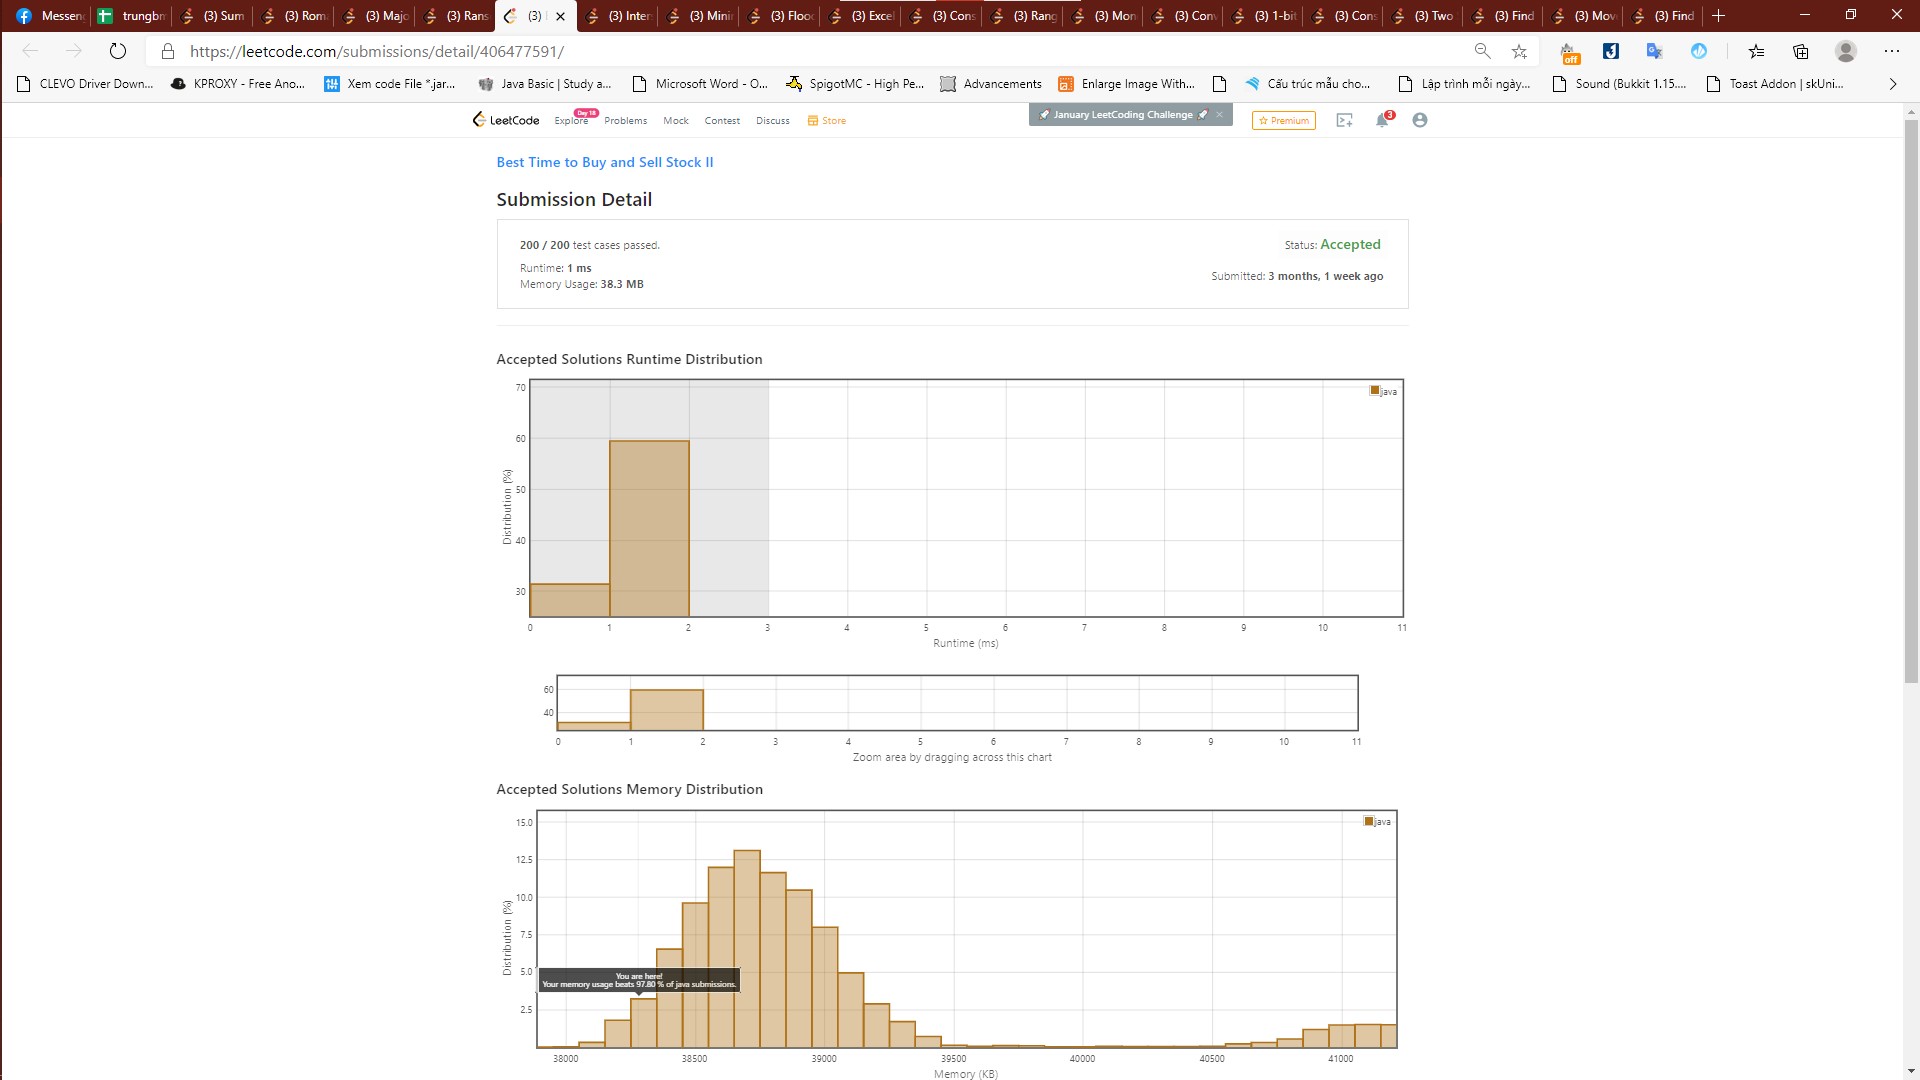 Messen
trungbr
(3) Sum
(3) Rom
(3) Majo
(3) Rans
(3)
(3) Inter
(3) Mini
(3) Floo
(3) Excel
(3) Cons
(3) Rang
(3) Mon
(3) Con
(3) 1-bit
(3) Cons
(3) Two
(3) Find
(3) Mov
(3) Find
https://leetcode.com/submissions/detail/406477591/
off
CLEVO Driver Down...
KPROXY - Free Ano...
Xem code File *.jar...
Java Basic | Study a...
Microsoft Word - O...
SpigotMC - High Pe...
Advancements
Enlarge Image With...
Cấu trúc mẫu cho...
Lập trình mỗi ngày...
Sound (Bukkit 1.15....
Toast Addon | skUni...
LeetCode
Explore
Day 18
Problems
Mock
Contest
Discuss
Store
January LeetCoding Challenge
Premium
3
Best Time to Buy and Sell Stock II
Submission Detail
200 / 200 test cases passed.
Status: Accepted
Runtime: 1 ms
Submitted: 3 months, 1 week ago
Memory Usage: 38.3 MB
Accepted Solutions Runtime Distribution
70
60
50
40
30
Distribution (%)
java
0 1 2 3 4 5 6 7 8 9 10 11
Runtime (ms)
60
40
0 1 2 3 4 5 6 7 8 9 10 11
Zoom area by dragging across this chart
Accepted Solutions Memory Distribution
15.0
12.5
10.0
7.5
5.0
2.5
Distribution (%)
java
You are here!
Your memory usage beats 97.80 % of java submissions.
38000 38500 39000 39500 40000 40500 41000
Memory (KB)